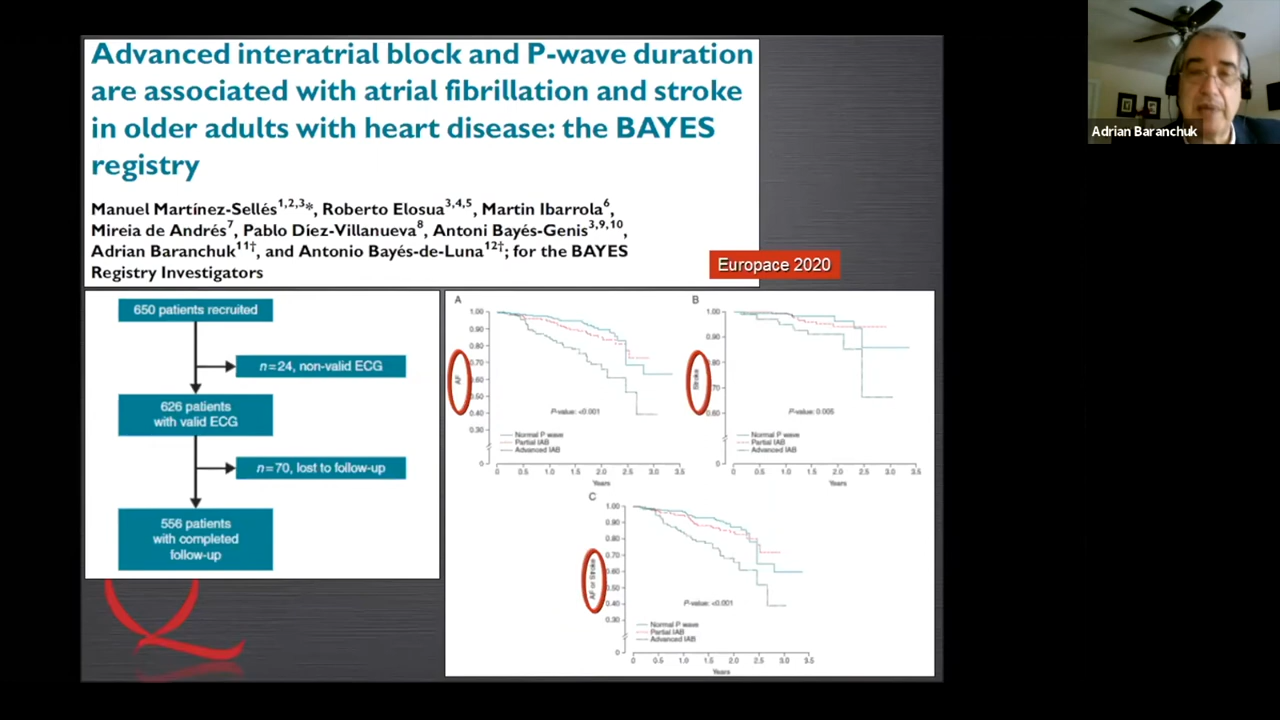 Advanced interatrial block and P-wave duration
are associated with atrial fibrillation and stroke
in older adults with heart disease: the BAYES
registry
Manuel Martínez-Sellés1,2,3*, Roberto Elosua3,4,5, Martin Ibarrola6,
Mireia de Andrés7, Pablo Díez-Villanueva8, Antoni Bayés-Genis3,9,10,
Adrian Baranchuk11†, and Antonio Bayés-de-Luna12†; for the BAYES
Registry Investigators
Europace 2020
Adrian Baranchuk
650 patients recruited
n=24, non-valid ECG
626 patients
with valid ECG
n=70, lost to follow-up
556 patients
with completed
follow-up
A
1.00
0.90
0.80
0.70
0.60
0.50
0.40
0.30
0
AF
P-value: <0.001
Normal P wave
Partial IAB
Advanced IAB
0 0.5 1.0 1.5 2.0 2.5 3.0 3.5
Years
B
1.00
0.90
0.80
0.70
0.60
0
Stroke
P-value: 0.005
Normal P wave
Partial IAB
Advanced IAB
0 0.5 1.0 1.5 2.0 2.5 3.0 3.5
Years
C
1.00
0.90
0.80
0.70
0.60
0.50
0.40
0.30
0
AF or Stroke
P-value: <0.001
Normal P wave
Partial IAB
Advanced IAB
0 0.5 1.0 1.5 2.0 2.5 3.0 3.5
Years